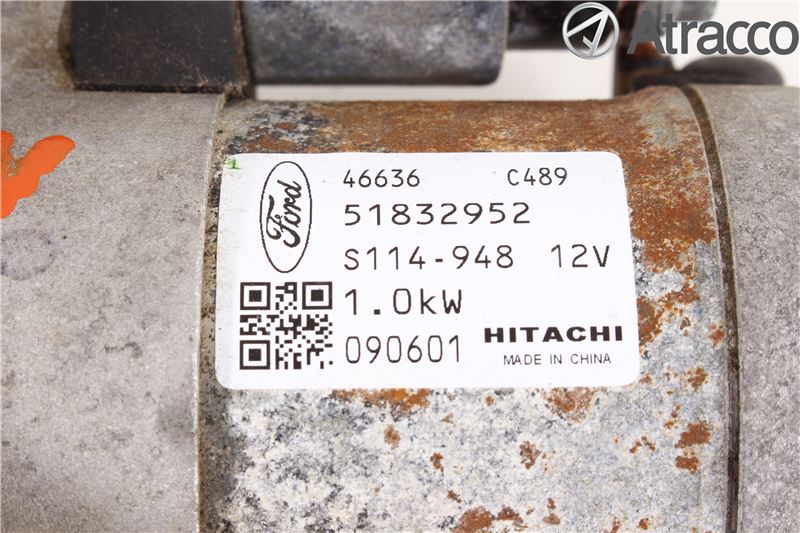 Atracco
46636 C489
Ford
51832952
S114-948 12V
1.0kW
090601 HITACHI
MADE IN CHINA